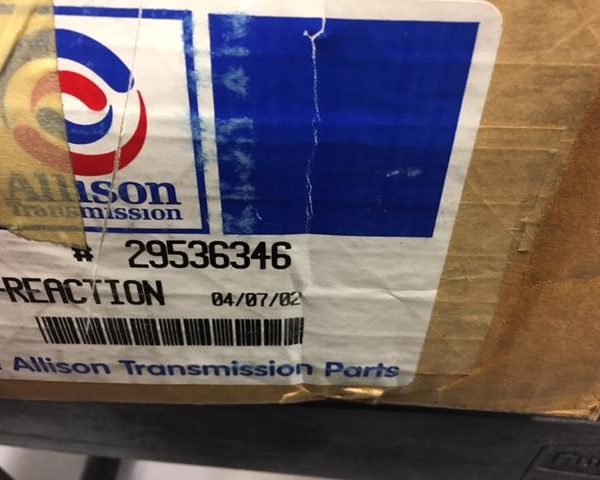 Allison
Transmission
# 29536346
-REACTION 04/07/02
Allison Transmission Parts